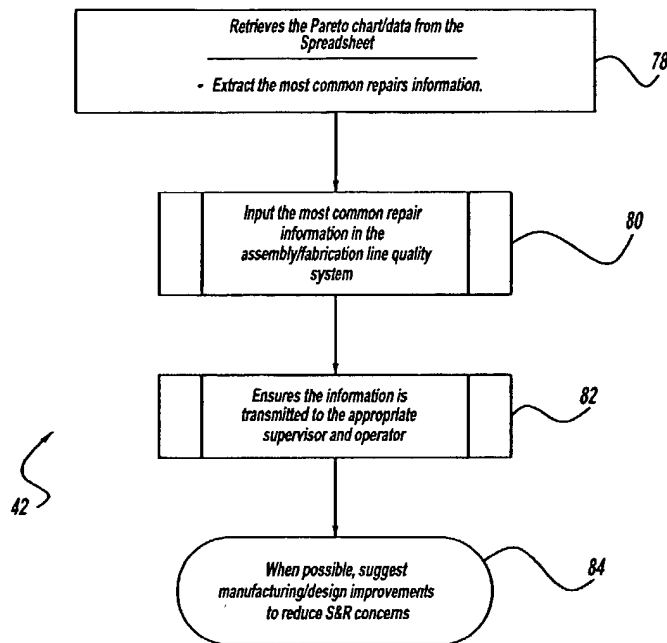 Retrieves the Pareto chart/data from the
Spreadsheet
- Extract the most common repairs information.
78
Input the most common repair
information in the
assembly/fabrication line quality
system
80
Ensures the information is
transmitted to the appropriate
supervisor and operator
82
42
When possible, suggest
manufacturing/design improvements
to reduce S&R concerns
84